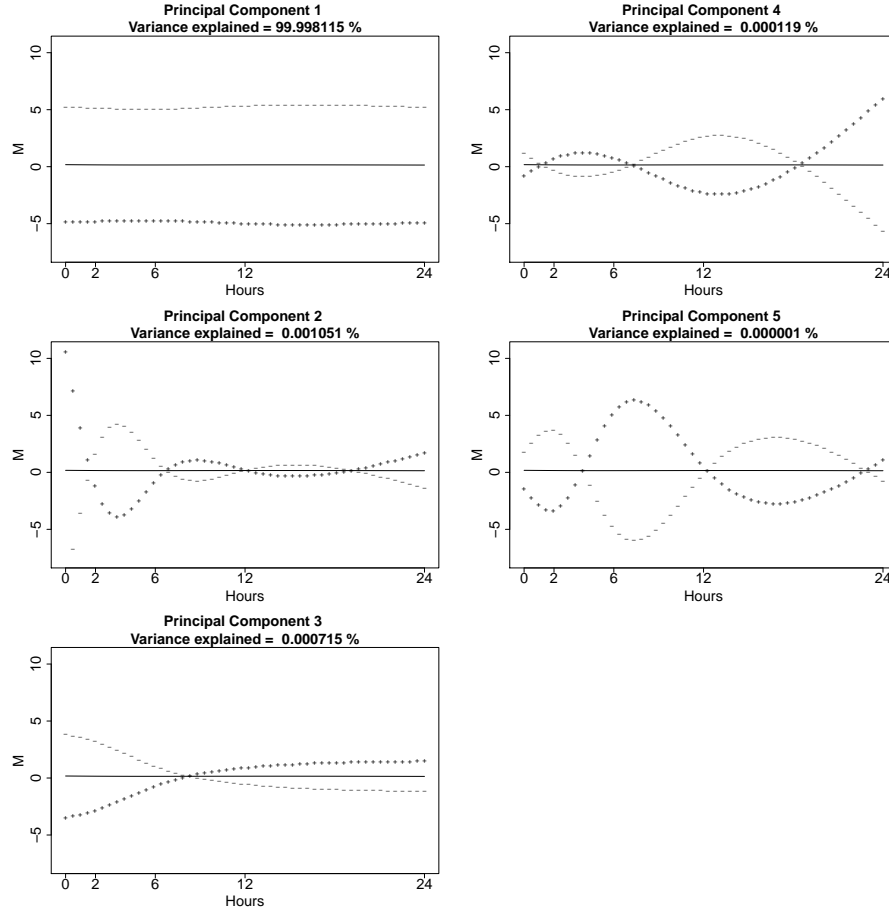 Principal Component 1
Variance explained = 99.998115 %
10
5
0
−5
M
0 2 6 12 24
Hours
Principal Component 4
Variance explained = 0.000119 %
10
5
0
−5
M
0 2 6 12 24
Hours
Principal Component 2
Variance explained = 0.001051 %
10
5
0
−5
M
0 2 6 12 24
Hours
Principal Component 5
Variance explained = 0.000001 %
10
5
0
−5
M
0 2 6 12 24
Hours
Principal Component 3
Variance explained = 0.000715 %
10
5
0
−5
M
0 2 6 12 24
Hours